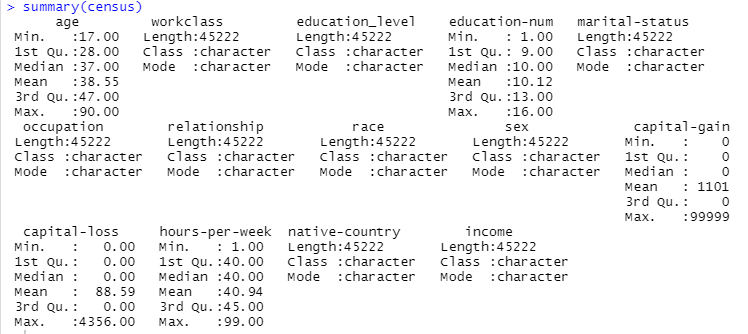 > summary(census)
age workclass education_level education-num marital-status
Min. :17.00 Length:45222 Length:45222 Min. : 1.00 Length:45222
1st Qu.:28.00 Class :character Class :character 1st Qu.: 9.00 Class :character
Median :37.00 Mode :character Mode :character Median :10.00 Mode :character
Mean :38.55 Mean :10.12
3rd Qu.:47.00 3rd Qu.:13.00
Max. :90.00 Max. :16.00
occupation relationship race sex capital-gain
Length:45222 Length:45222 Length:45222 Length:45222 Min. : 0
Class :character Class :character Class :character Class :character 1st Qu.: 0
Mode :character Mode :character Mode :character Mode :character Median : 0
Mean : 1101
3rd Qu.: 0
Max. :99999
capital-loss hours-per-week native-country income
Min. : 0.00 Min. : 1.00 Length:45222 Length:45222
1st Qu.: 0.00 1st Qu.:40.00 Class :character Class :character
Median : 0.00 Median :40.00 Mode :character Mode :character
Mean : 88.59 Mean :40.94
3rd Qu.: 0.00 3rd Qu.:45.00
Max. :4356.00 Max. :99.00